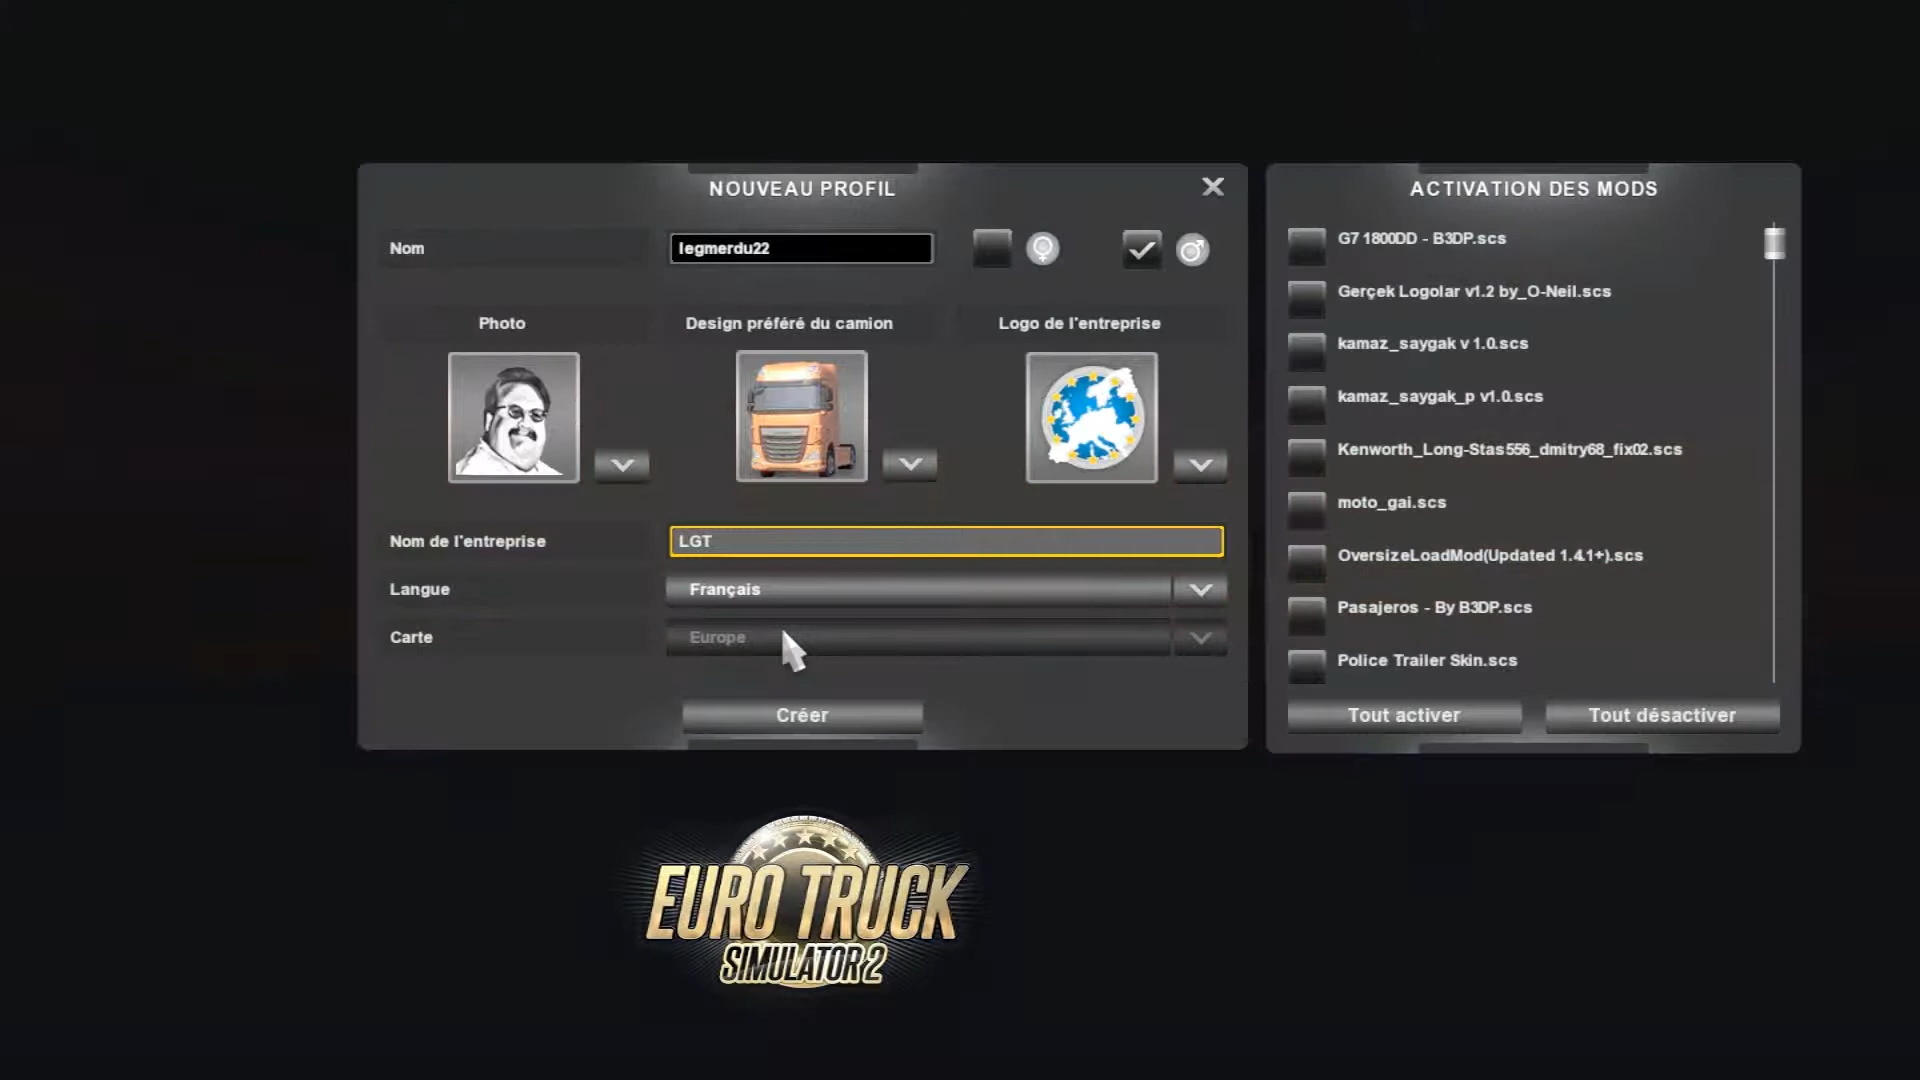 NOUVEAU PROFIL
Nom
legmerdu22
Photo
Design préféré du camion
Logo de l'entreprise
Nom de l'entreprise
LGT
Langue
Français
Carte
Europe
Créer
ACTIVATION DES MODS
G7 1800DD - B3DP.scs
Gerçek Logolar v1.2 by_O-Neil.scs
kamaz_saygak v 1.0.scs
kamaz_saygak_p v1.0.scs
Kenworth_Long-Stas556_dmitry68_fix02.scs
moto_gai.scs
OversizeLoadMod(Updated 1.4.1+).scs
Pasajeros - By B3DP.scs
Police Trailer Skin.scs
Tout activer
Tout désactiver
EURO TRUCK
SIMULATOR 2